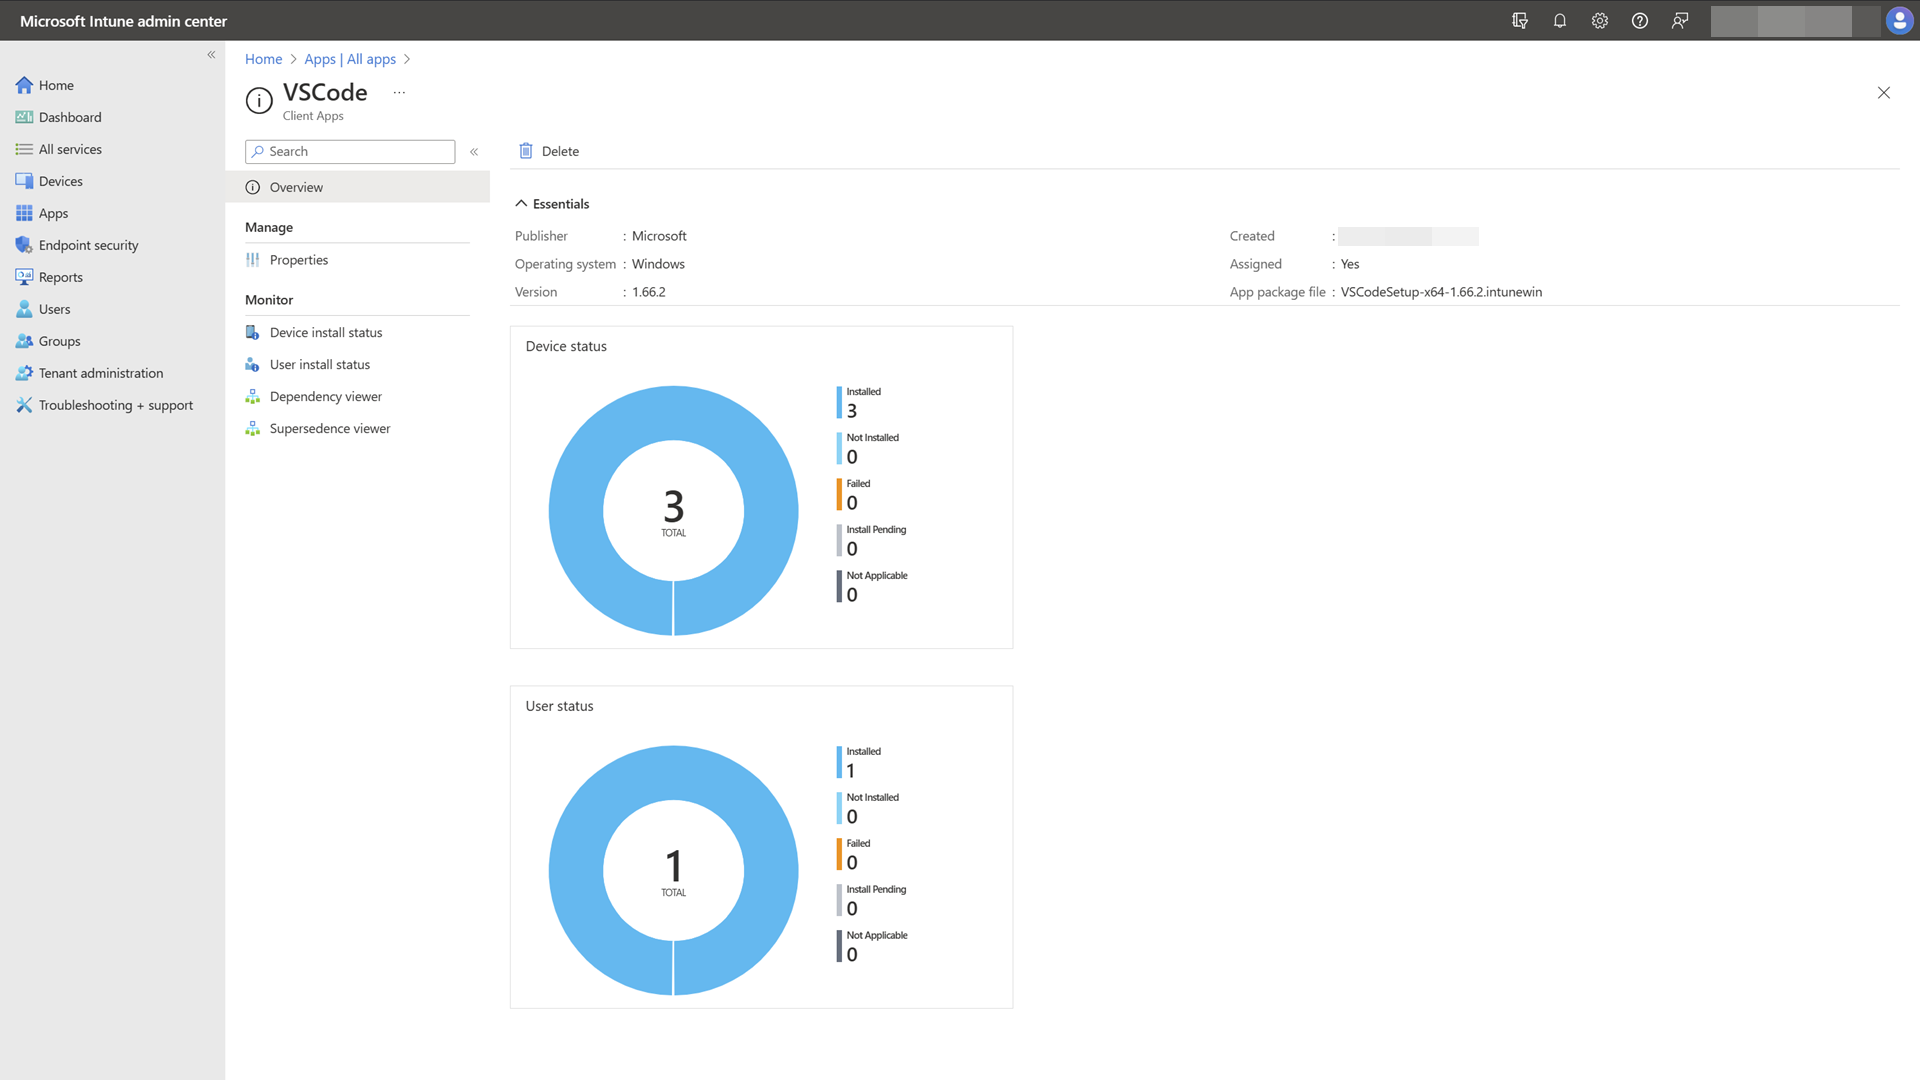 Microsoft Intune admin center
Home
Dashboard
All services
Devices
Apps
Endpoint security
Reports
Users
Groups
Tenant administration
Troubleshooting + support
Home > Apps | All apps >
VSCode ...
Client Apps
Search
Overview
Manage
Properties
Monitor
Device install status
User install status
Dependency viewer
Supersedence viewer
Delete
Essentials
Publisher : Microsoft
Operating system : Windows
Version : 1.66.2
Created :
Assigned : Yes
App package file : VSCodeSetup-x64-1.66.2.intunewin
Device status
3
TOTAL
Installed
3
Not Installed
0
Failed
0
Install Pending
0
Not Applicable
0
User status
1
TOTAL
Installed
1
Not Installed
0
Failed
0
Install Pending
0
Not Applicable
0